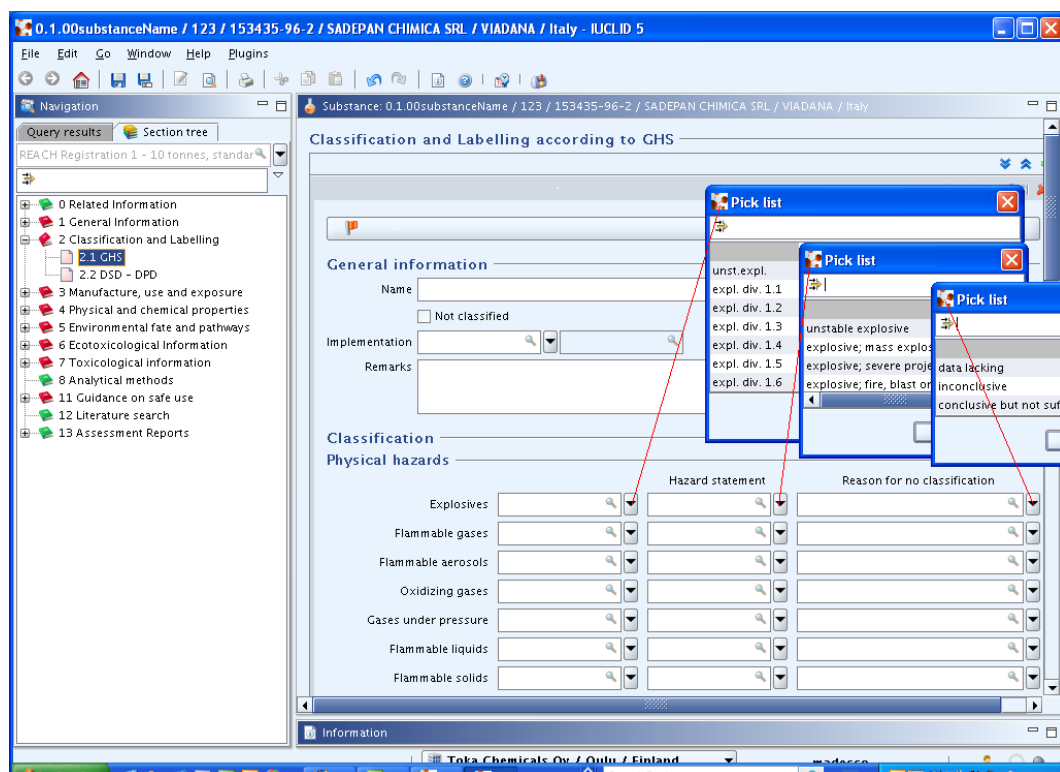 0.1.00substanceName / 123 / 153435-96-2 / SADEPAN CHIMICA SRL / VIADANA / Italy - IUCLID 5
File Edit Go Window Help Plugins
Navigation
Query results Section tree
REACH Registration 1 - 10 tonnes, standar
0 Related Information
1 General Information
2 Classification and Labelling
2.1 GHS
2.2 DSD - DPD
3 Manufacture, use and exposure
4 Physical and chemical properties
5 Environmental fate and pathways
6 Ecotoxicological Information
7 Toxicological information
8 Analytical methods
11 Guidance on safe use
12 Literature search
13 Assessment Reports
Substance: 0.1.00substanceName / 123 / 153435-96-2 / SADEPAN CHIMICA SRL / VIADANA / Italy
Classification and Labelling according to GHS
General information
Name
Not classified
Implementation
Remarks
Classification
Physical hazards
Hazard statement Reason for no classification
Explosives
Flammable gases
Flammable aerosols
Oxidizing gases
Gases under pressure
Flammable liquids
Flammable solids
Pick list
unst.expl.
expl. div. 1.1
expl. div. 1.2
expl. div. 1.3
expl. div. 1.4
expl. div. 1.5
expl. div. 1.6
Pick list
unstable explosive
explosive; mass explos
explosive; severe proje
explosive; fire, blast or
Pick list
data lacking
inconclusive
conclusive but not suf
Information
Toka Chemicals Oy / Oulu / Finland